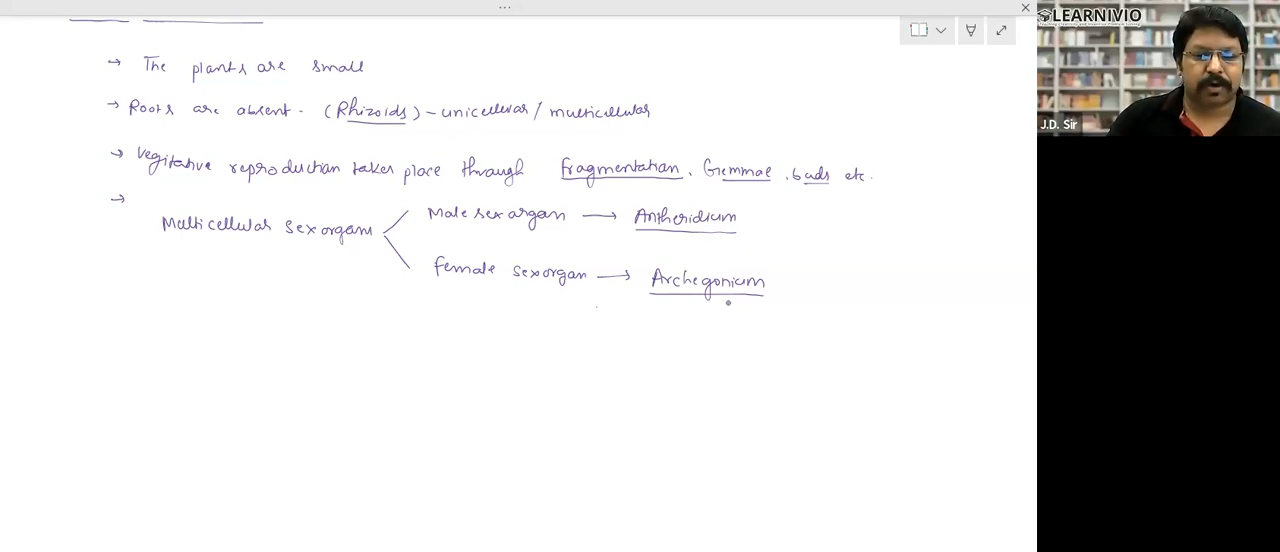 LEARNIVIO
→ The plants are small
→ Roots are absent - (Rhizoids) - unicellular / multicellular
→ Vegitative reproduction takes place through fragmentation, Gemmae, buds etc.
→
Multicellular sex organs
Male sex organ → Antheridium
Female sex organ → Archegonium
J.D. Sir